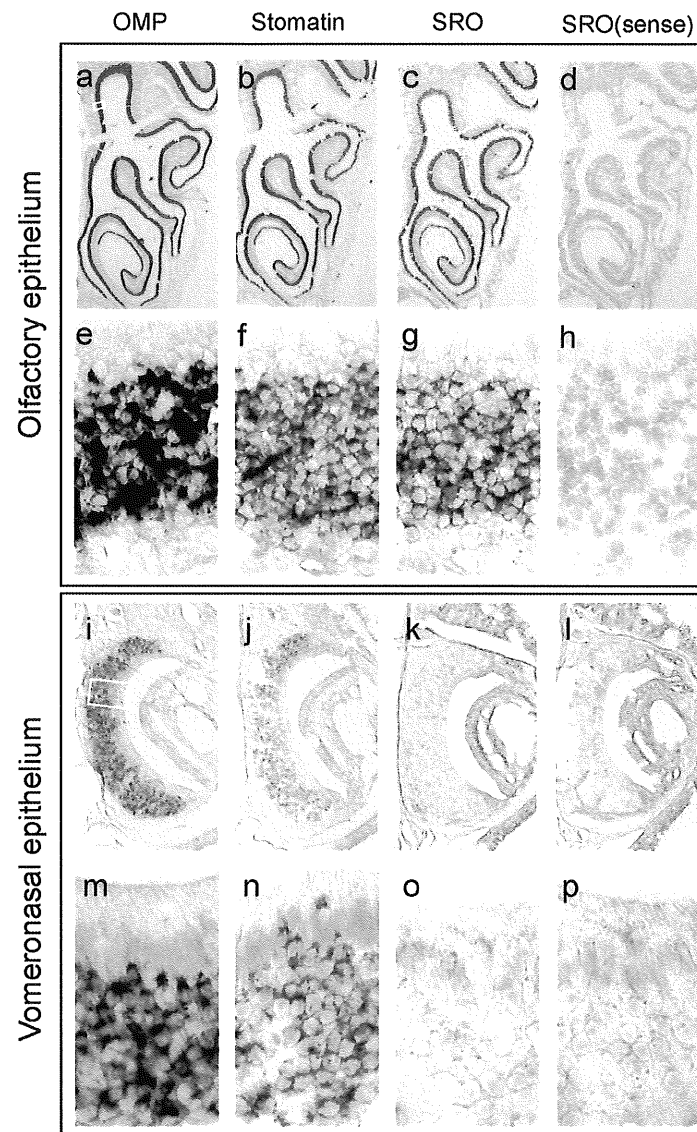 OMP Stomatin SRO SRO(sense)
Olfactory epithelium
a b c d
e f g h
Vomeronasal epithelium
i j k l
m n o p